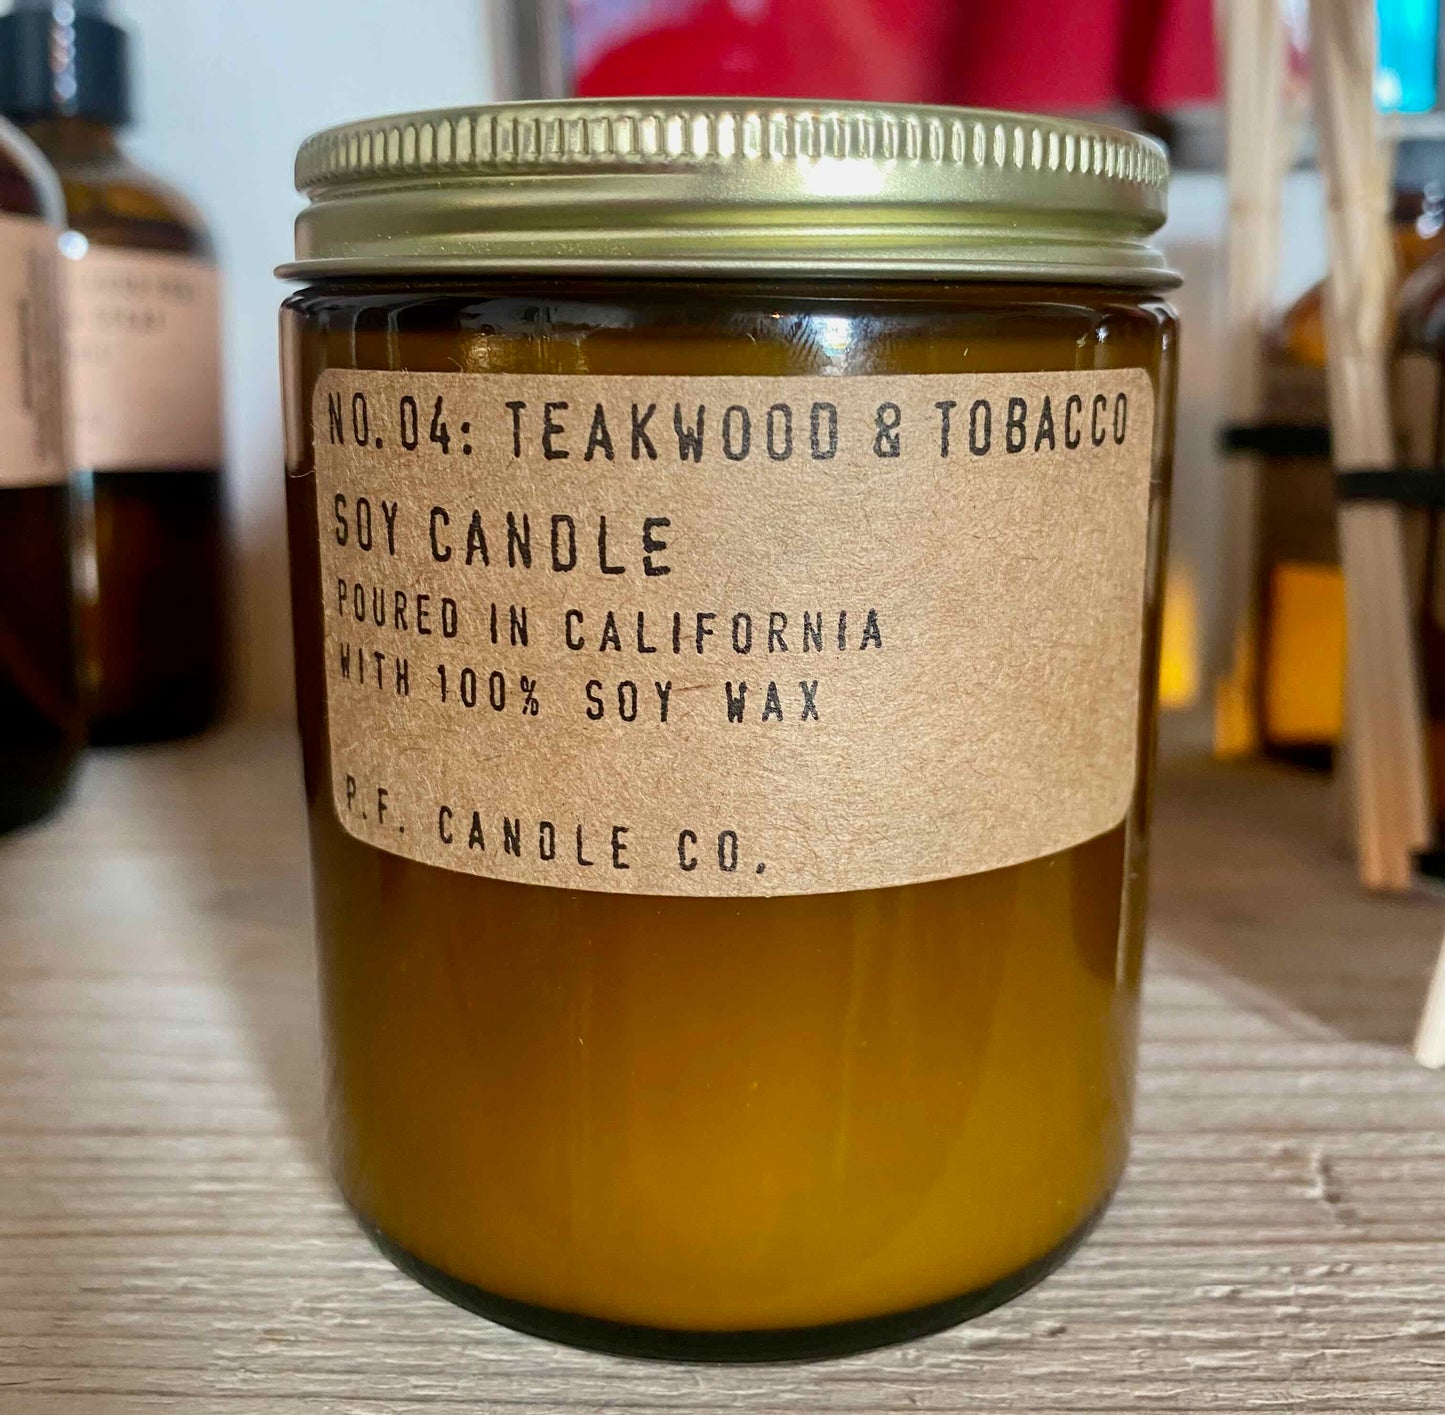 NO. 04: TEAKWOOD & TOBACCO
SOY CANDLE
POURED IN CALIFORNIA
WITH 100% SOY WAX
P.F. CANDLE CO.